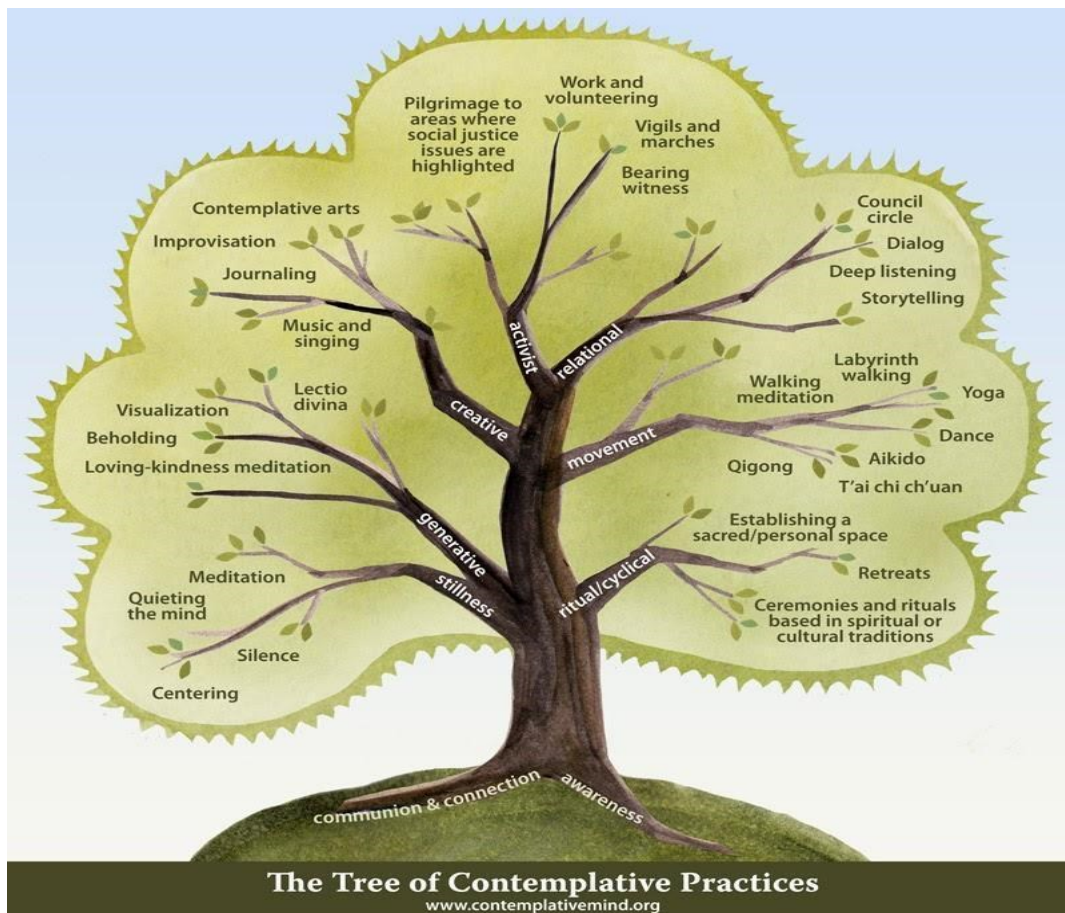 Work and
volunteering
Pilgrimage to
areas where
social justice
issues are
highlighted
Vigils and
marches
Bearing
witness
Council
circle
Dialog
Deep listening
Storytelling
Contemplative arts
Improvisation
Journaling
Music and
singing
activist
relational
Labyrinth
walking
Walking
meditation
Yoga
Dance
Aikido
Qigong
T'ai chi ch'uan
creative
movement
Lectio
divina
Visualization
Beholding
Loving-kindness meditation
generative
stillness
ritual/cyclical
Establishing a
sacred/personal space
Retreats
Ceremonies and rituals
based in spiritual or
cultural traditions
Meditation
Quieting
the mind
Silence
Centering
communion & connection
awareness
The Tree of Contemplative Practices
www.contemplativemind.org